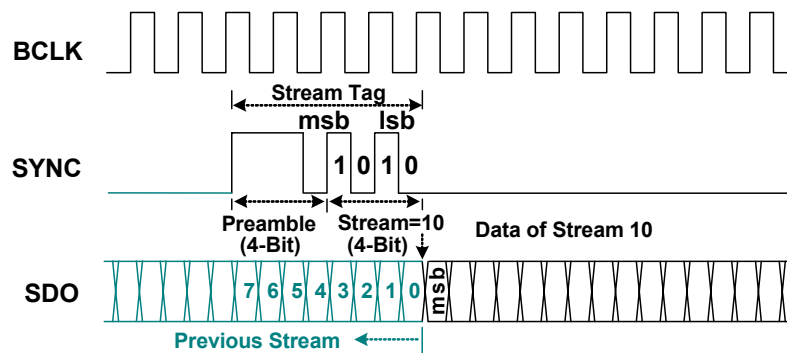 BCLK
Stream Tag
msb lsb
SYNC
1 0 1 0
Preamble
(4-Bit)
Stream=10
(4-Bit)
Data of Stream 10
SDO
7 6 5 4 3 2 1 0
msb
Previous Stream